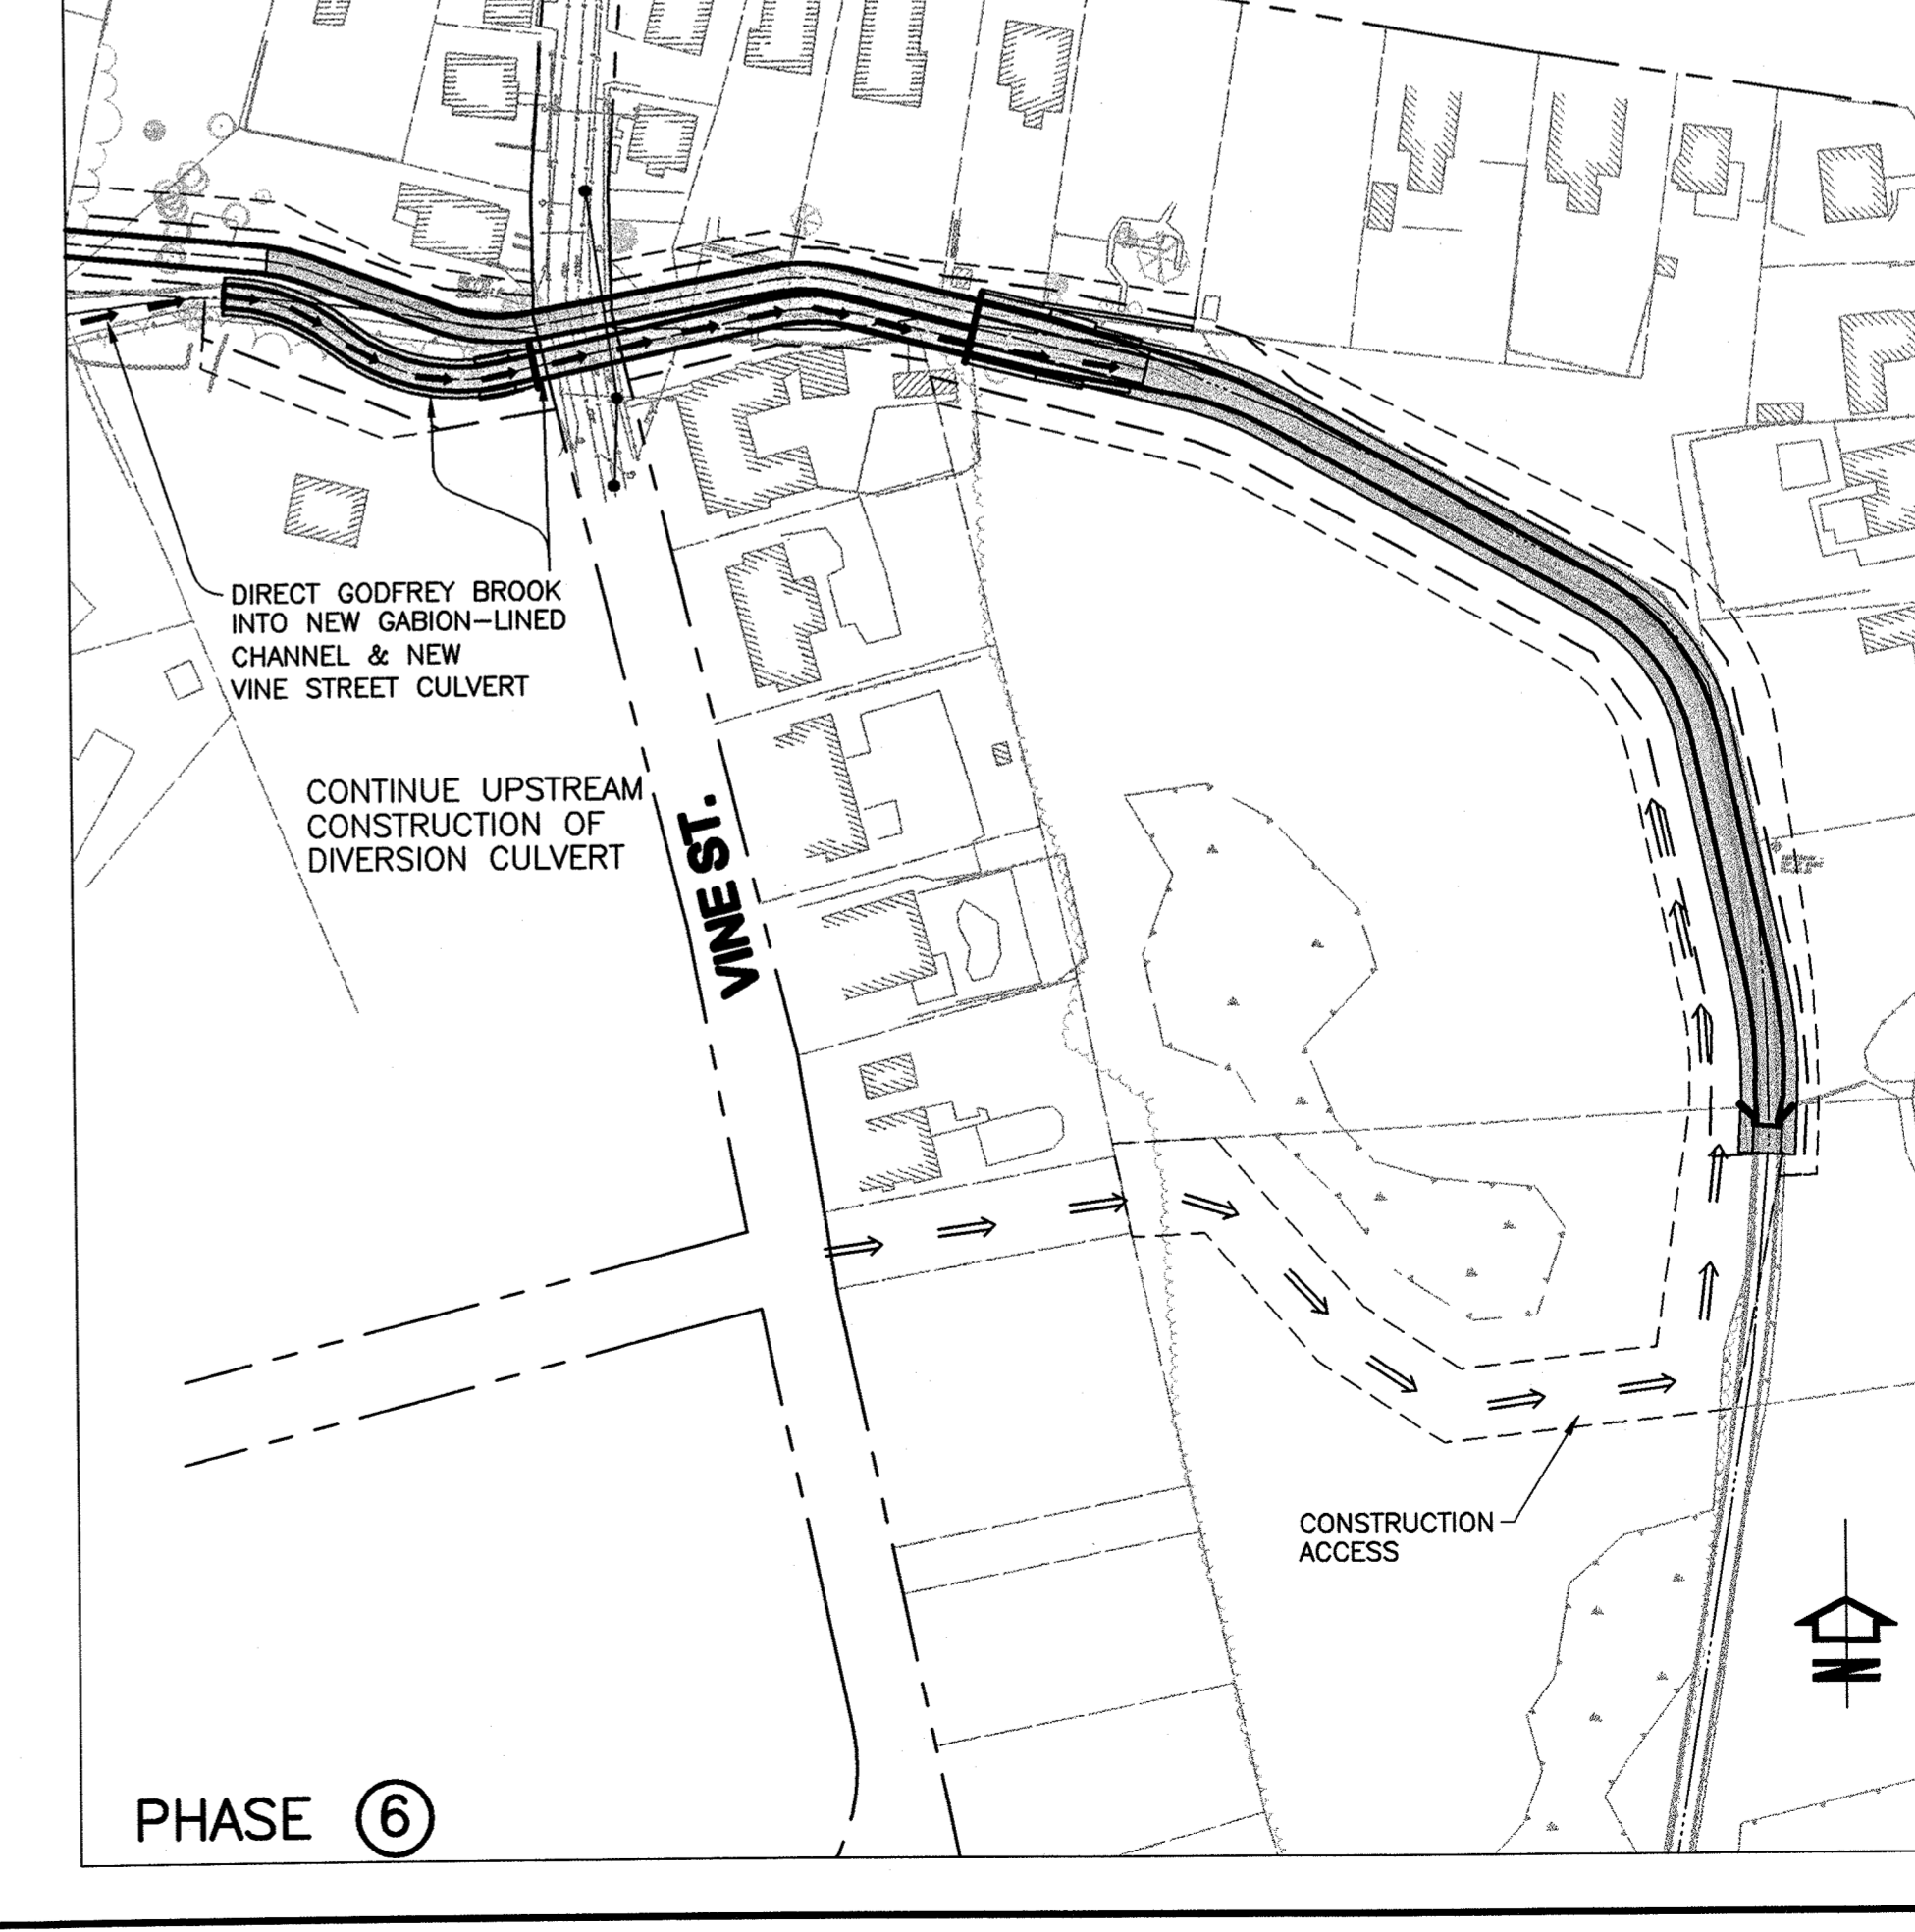 DIRECT GODFREY BROOK
INTO NEW GABION-LINED
CHANNEL & NEW
VINE STREET CULVERT
CONTINUE UPSTREAM
CONSTRUCTION OF
DIVERSION CULVERT
VINE ST.
CONSTRUCTION
ACCESS
N
PHASE 6